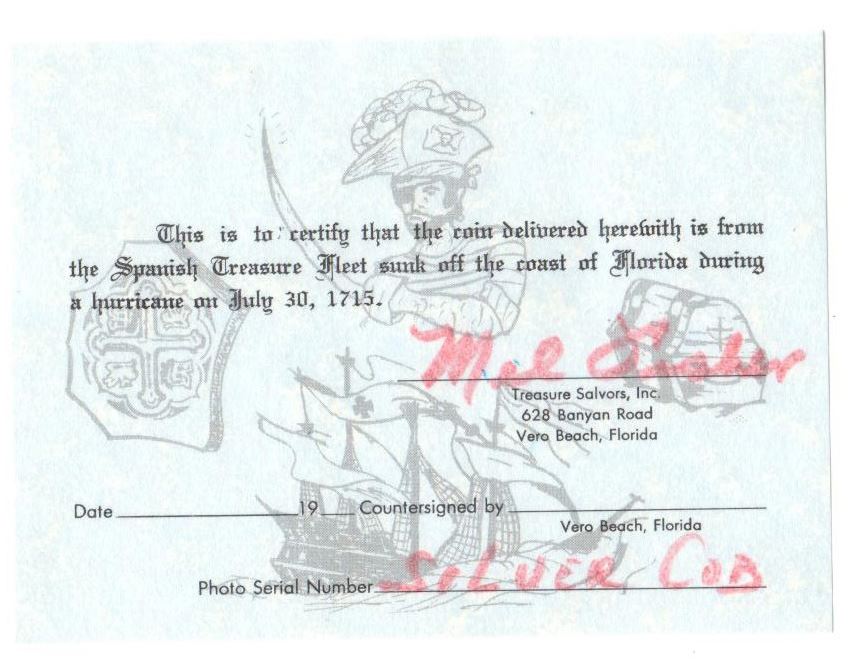 This is to certify that the coin delivered herewith is from
the Spanish Treasure Fleet sunk off the coast of Florida during
a hurricane on July 30, 1715.
Mel Fisher
Treasure Salvors, Inc.
628 Banyan Road
Vero Beach, Florida
Date 19 Countersigned by
Vero Beach, Florida
Photo Serial Number SILVER COB